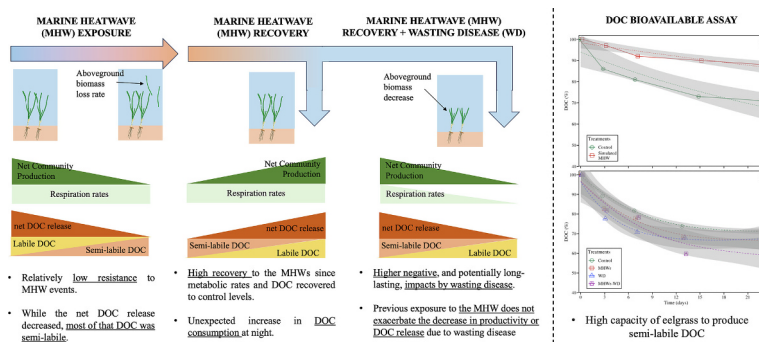 MARINE HEATWAVE
(MHW) EXPOSURE
Aboveground
biomass
loss rate
Net Community
Production
Respiration rates
net DOC release
Labile DOC
Semi-labile DOC
• Relatively low resistance to
MHW events.
• While the net DOC release
decreased, most of that DOC was
semi-labile.
MARINE HEATWAVE
(MHW) RECOVERY
Net Community
Production
Respiration rates
net DOC release
Semi-labile DOC
Labile DOC
• High recovery to the MHWs since
metabolic rates and DOC recovered
to control levels.
• Unexpected increase in DOC
consumption at night.
MARINE HEATWAVE (MHW)
RECOVERY + WASTING DISEASE (WD)
Aboveground
biomass
decrease
Net Community
Production
Respiration rates
net DOC release
Semi-labile DOC
Labile DOC
• Higher negative, and potentially long-
lasting, impacts by wasting disease.
• Previous exposure to the MHW does not
exacerbate the decrease in productivity or
DOC release due to wasting disease
DOC BIOAVAILABLE ASSAY
DOC (%)
Treatments
Control
Simulated
MHW
DOC (%)
Treatments
Control
MHWs
WD
MHWs WD
Time (days)
• High capacity of eelgrass to produce
semi-labile DOC